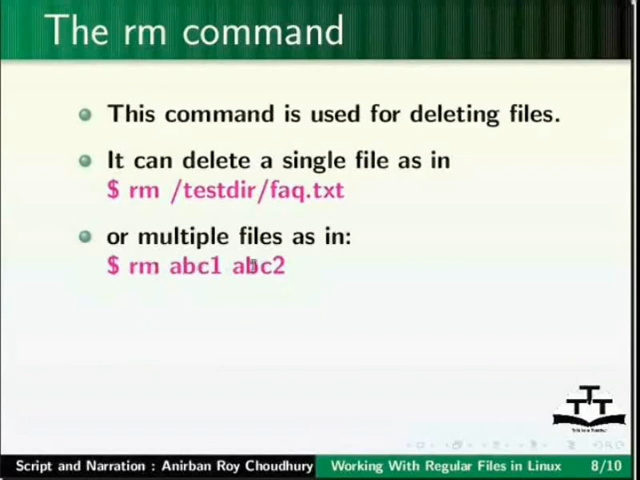 The rm command
This command is used for deleting files.
It can delete a single file as in
$ rm /testdir/faq.txt
or multiple files as in:
$ rm abc1 abc2
TTT
Script and Narration : Anirban Roy Choudhury
Working With Regular Files in Linux
8/10